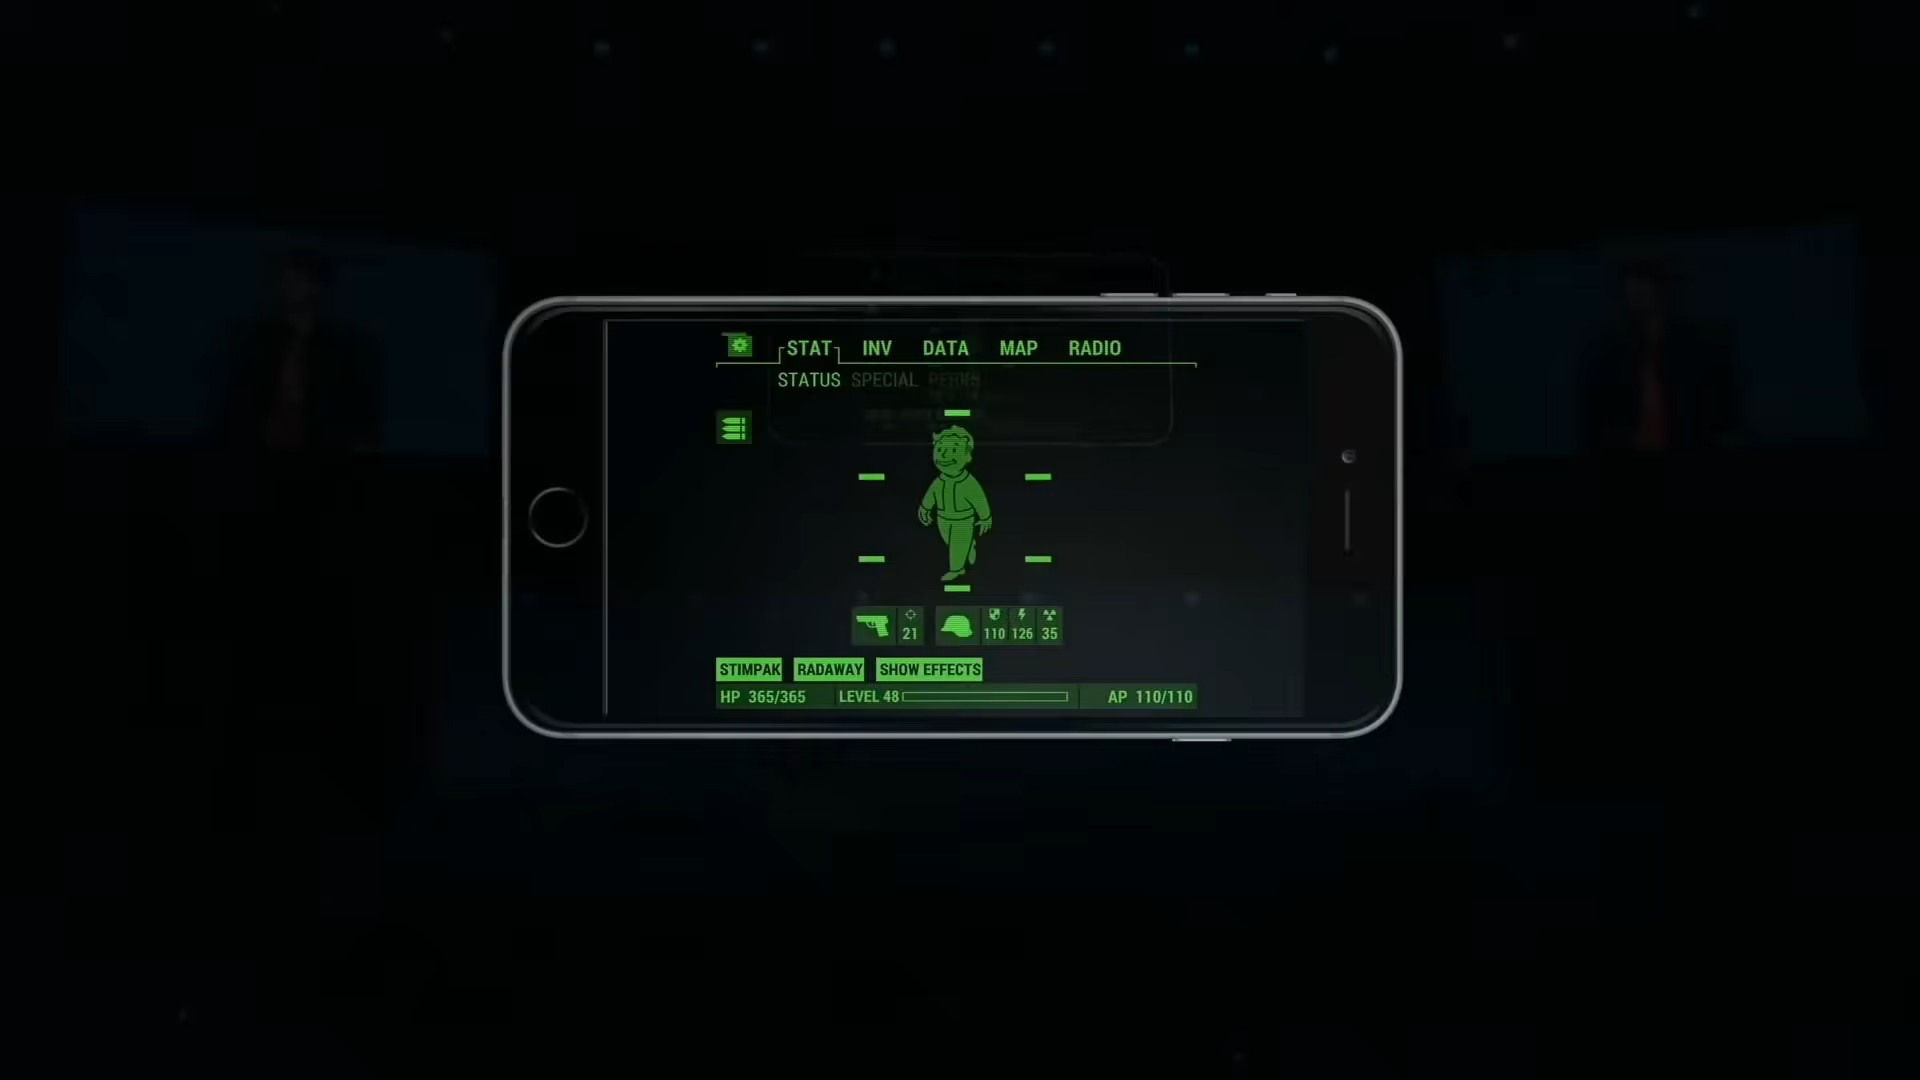 STAT INV DATA MAP RADIO
STATUS SPECIAL PERKS
21 110 126 35
STIMPAK RADAWAY SHOW EFFECTS
HP 365/365 LEVEL 48 AP 110/110